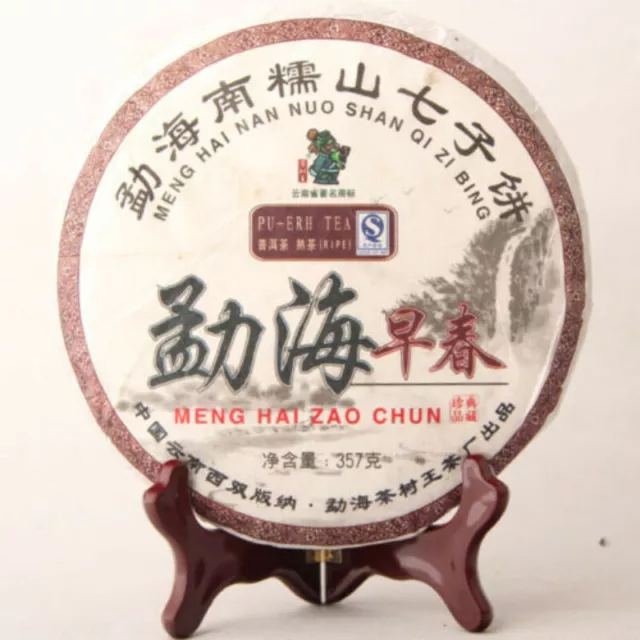 勐海南糯山七子饼
MENG HAI NAN NUO SHAN QI ZI BING
云南省著名商标
PU-ERH TEA
普洱茶 熟茶(RIPE)
勐海早春
MENG HAI ZAO CHUN
珍品典藏
净含量:357克
中国云南西双版纳·勐海茶村王茶厂出品